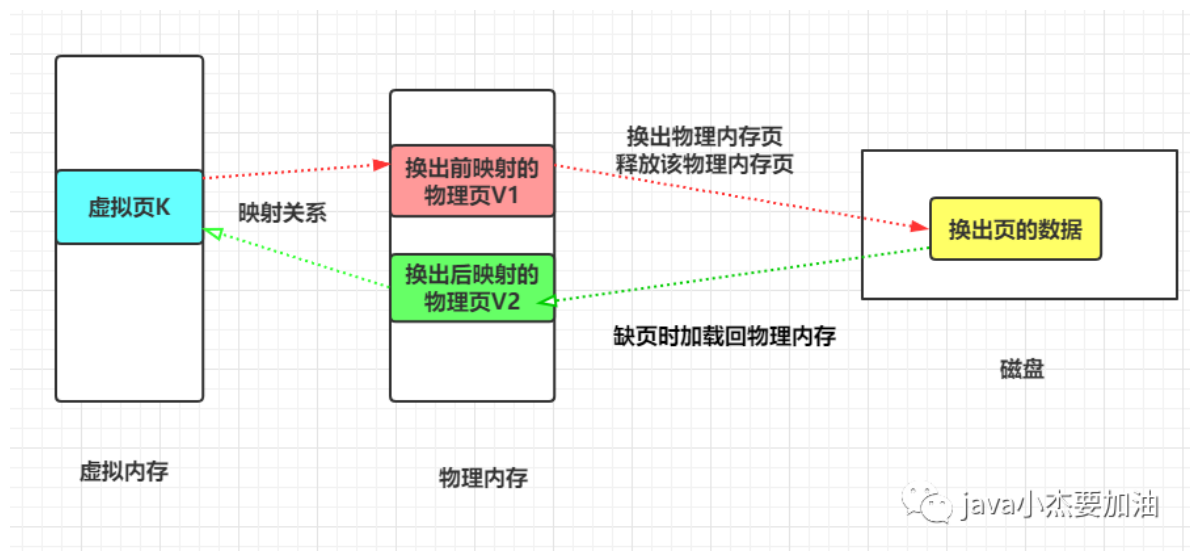 换出物理内存页
释放该物理内存页
换出前映射的
物理页V1
虚拟页K
映射关系
换出页的数据
换出后映射的
物理页V2
缺页时加载回物理内存
磁盘
虚拟内存
物理内存
java小杰要加油